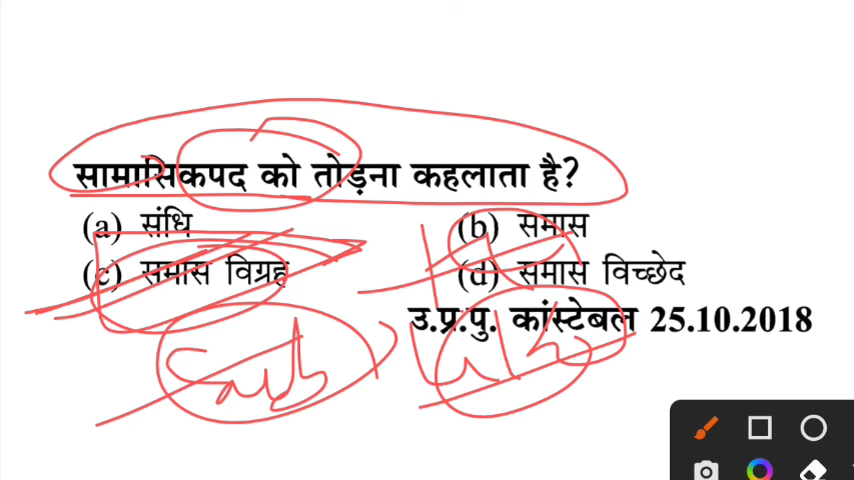 सामासिकपद को तोड़ना कहलाता है?
(a) संधि (b) समास
(c) समास विग्रह (d) समास विच्छेद
उ.प्र.पु. कांस्टेबल 25.10.2018